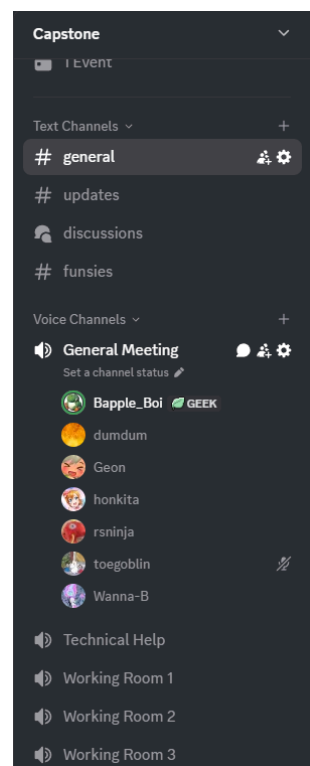 Capstone
1 Event
Text Channels
general
updates
discussions
funsies
Voice Channels
General Meeting
Set a channel status
Bapple_Boi GEEK
dumdum
Geon
honkita
rsninja
toegoblin
Wanna-B
Technical Help
Working Room 1
Working Room 2
Working Room 3